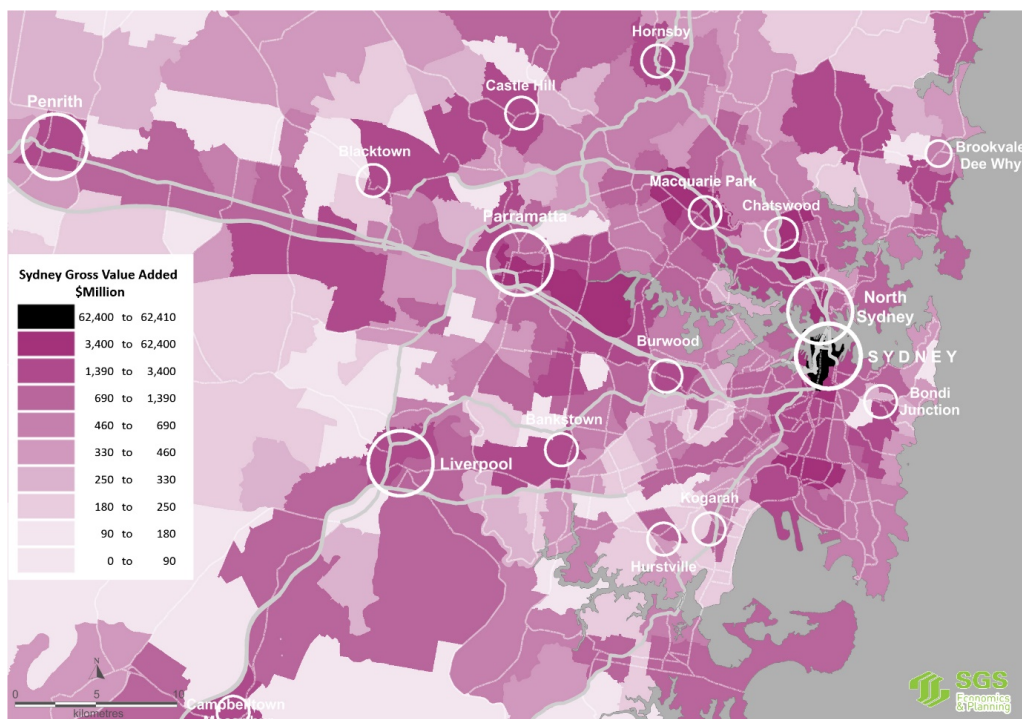 Hornsby
Castle Hill
Penrith
Brookvale
Dee Why
Blacktown
Macquarie Park
Chatswood
Parramatta
Sydney Gross Value Added
$Million
62,400 to 62,410
3,400 to 62,400
1,390 to 3,400
690 to 1,390
460 to 690
330 to 460
250 to 330
180 to 250
90 to 180
0 to 90
North
Sydney
Burwood
SYDNEY
Bondi
Junction
Bankstown
Liverpool
Kogarah
Hurstville
N
0 5 10
kilometres
Campbelltown
SGS
Economics
& Planning